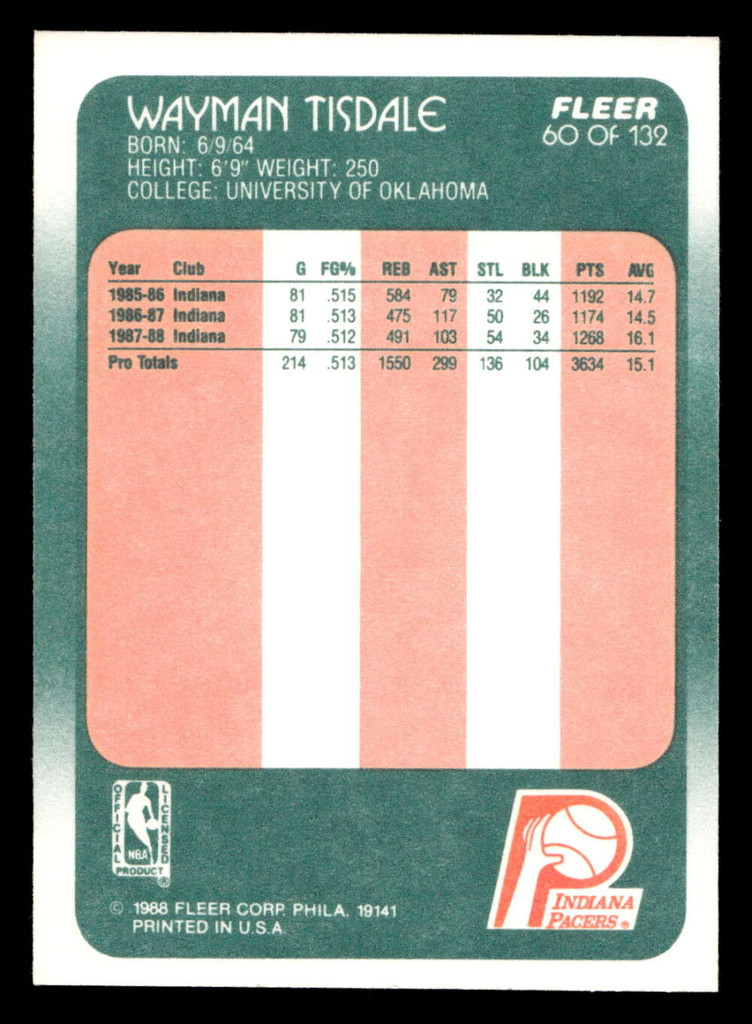 WAYMAN TISDALE
BORN: 6/9/64
HEIGHT: 6'9" WEIGHT: 250
COLLEGE: UNIVERSITY OF OKLAHOMA
FLEER
60 OF 132
Year Club G FG% REB AST STL BLK PTS AVG
1985-86 Indiana 81 .515 584 79 32 44 1192 14.7
1986-87 Indiana 81 .513 475 117 50 26 1174 14.5
1987-88 Indiana 79 .512 491 103 54 34 1268 16.1
Pro Totals 214 .513 1550 299 136 104 3634 15.1
OFFICIAL
LICENSED
NBA
PRODUCT ®
INDIANA
PACERS ®
© 1988 FLEER CORP. PHILA. 19141
PRINTED IN U.S.A.